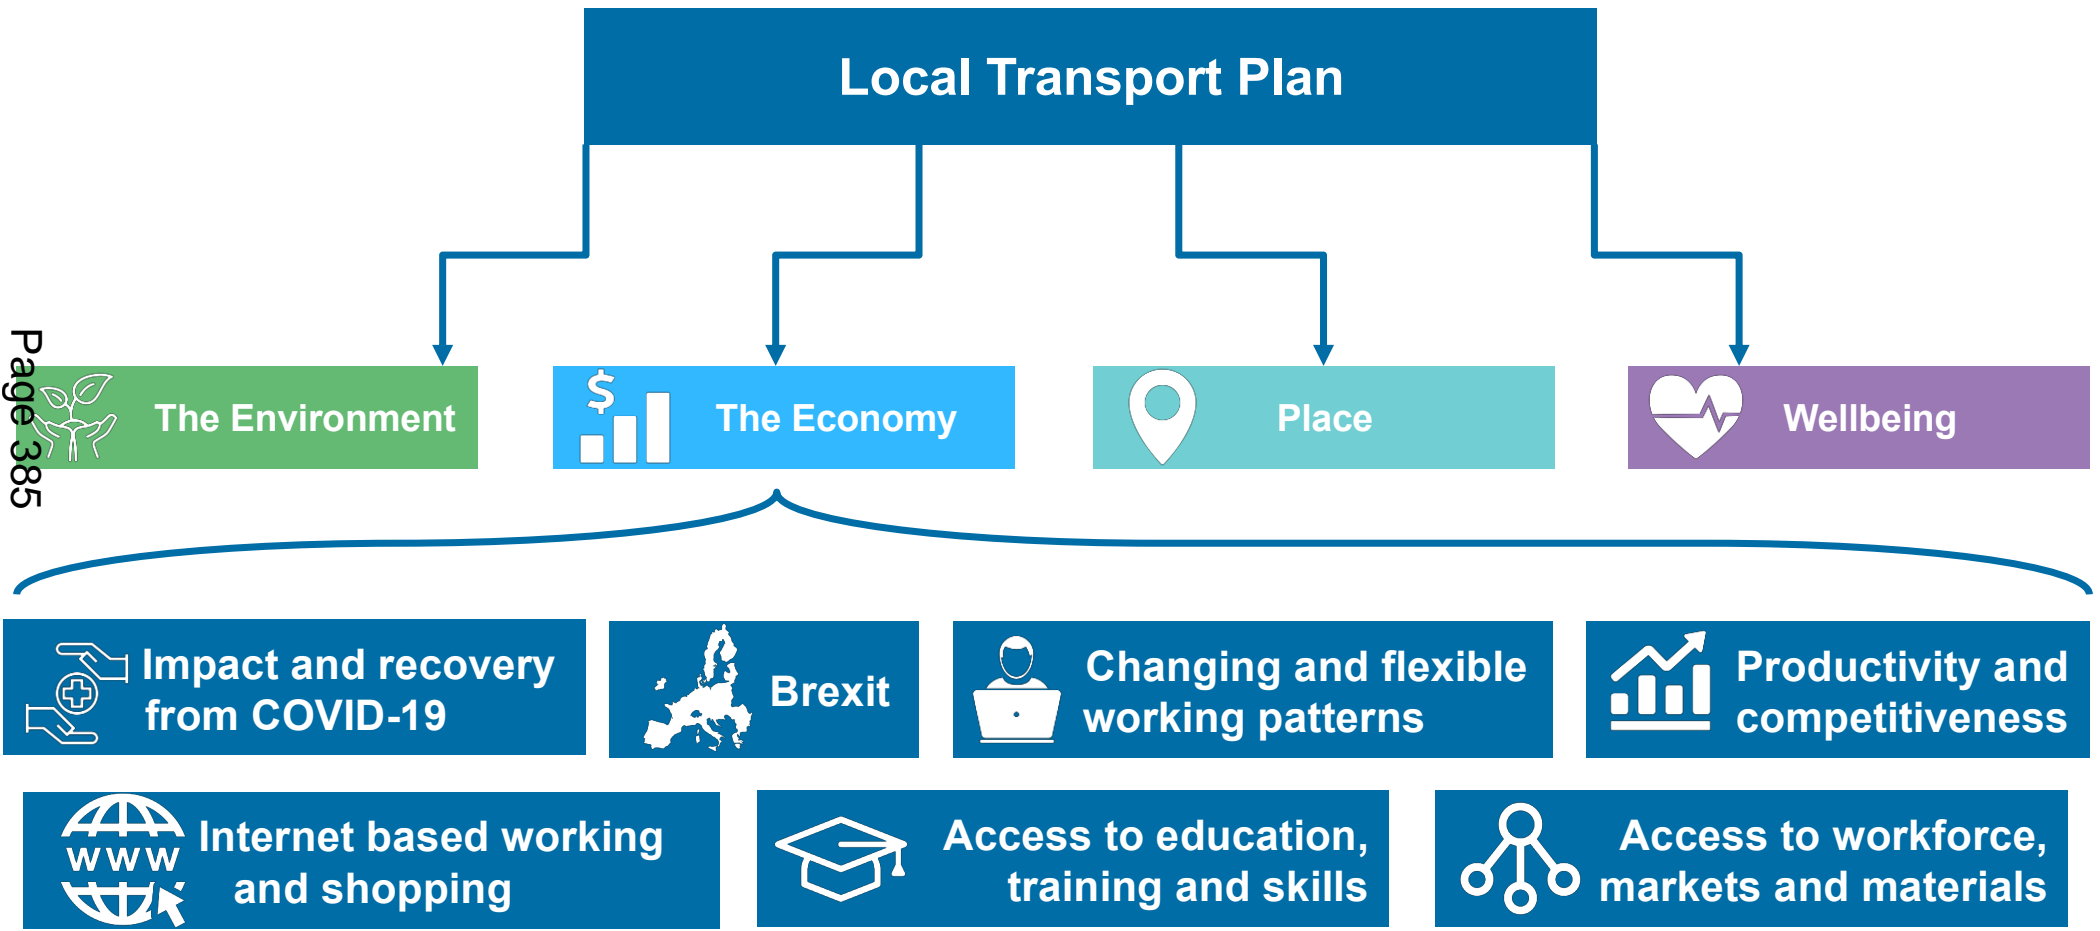 Local Transport Plan
Page 385
The Environment
$
The Economy
Place
Wellbeing
Impact and recovery
from COVID-19
Brexit
Changing and flexible
working patterns
Productivity and
competitiveness
www
Internet based working
and shopping
Access to education,
training and skills
Access to workforce,
markets and materials